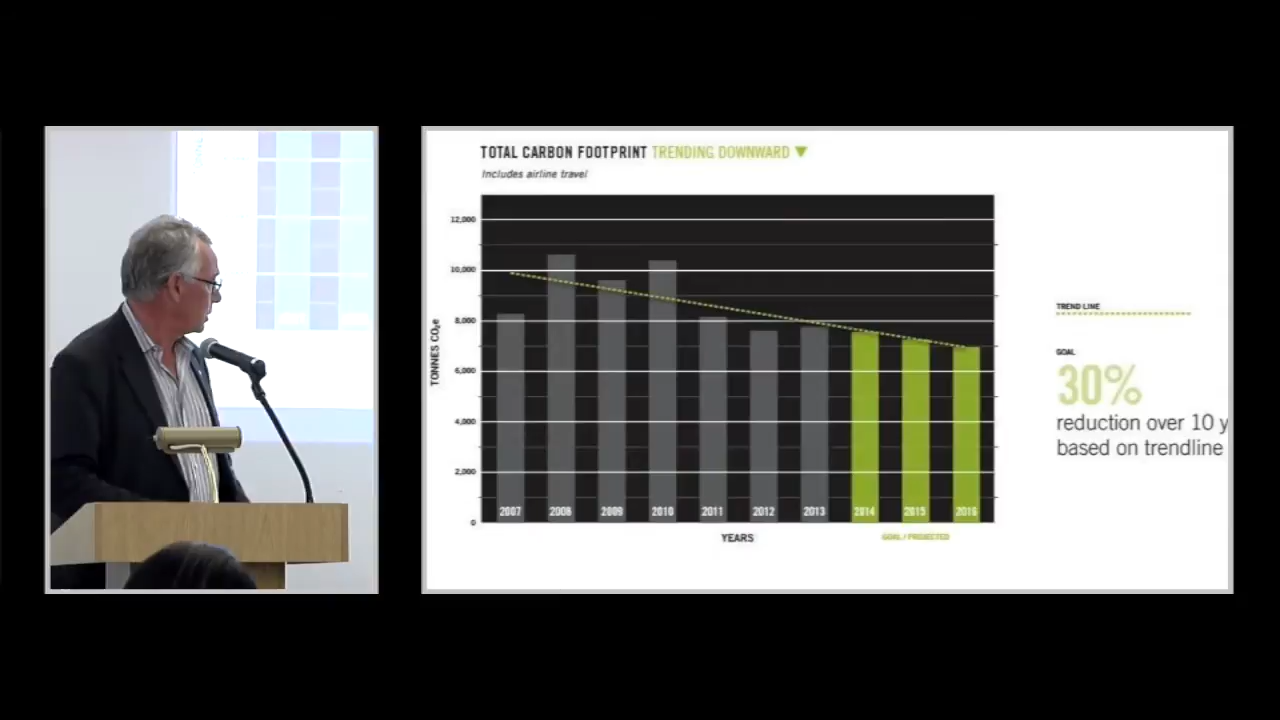 TOTAL CARBON FOOTPRINT TRENDING DOWNWARD
Includes airline travel
12,000
10,000
8,000
6,000
4,000
2,000
0
TONNES CO₂e
2007 2008 2009 2010 2011 2012 2013 2014 2015 2016
YEARS
GOAL / PROJECTED
TREND LINE
GOAL
30%
reduction over 10 y
based on trendline